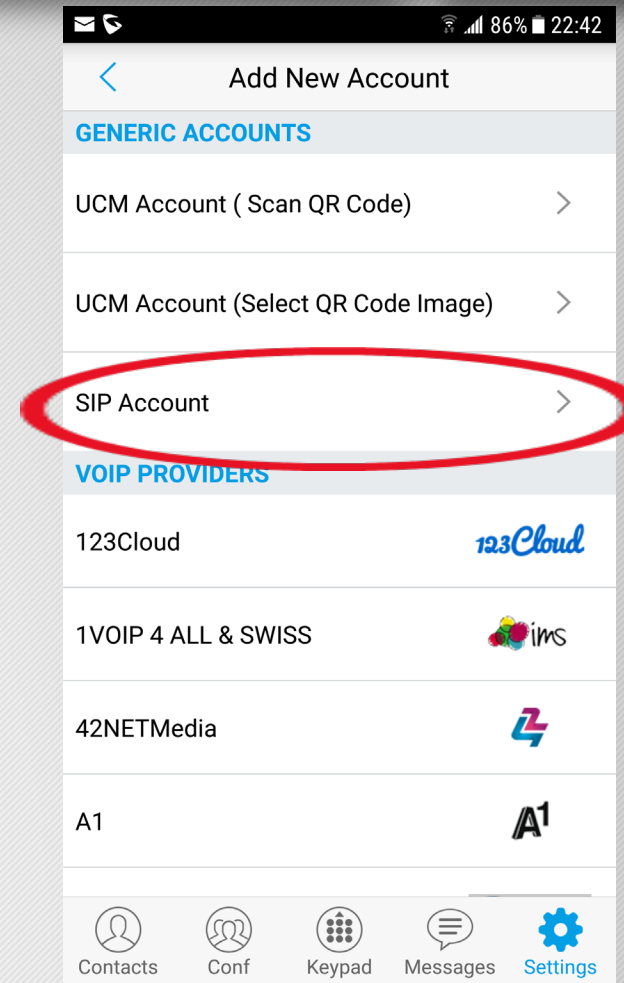 86% 22:42
Add New Account
GENERIC ACCOUNTS
UCM Account ( Scan QR Code)
UCM Account (Select QR Code Image)
SIP Account
VOIP PROVIDERS
123Cloud 123Cloud
1VOIP 4 ALL & SWISS ims
42NETMedia
A1 A1
Contacts Conf Keypad Messages Settings